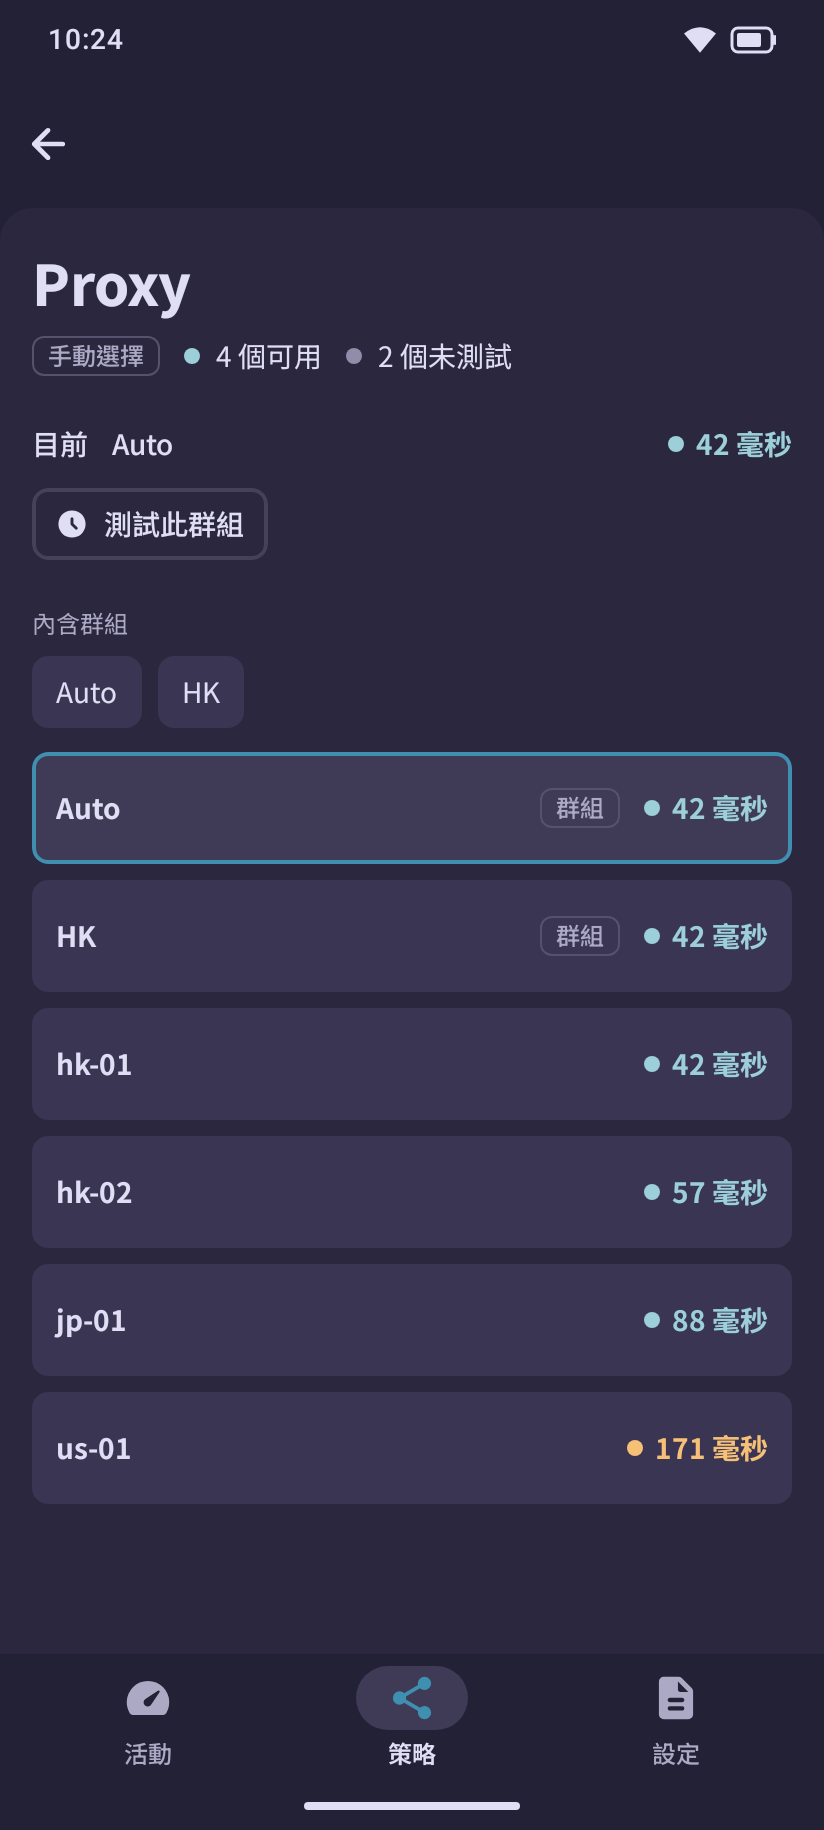 10:24
Proxy
手動選擇 4 個可用 2 個未測試
目前 Auto 42 毫秒
測試此群組
內含群組
Auto HK
Auto 群組 42 毫秒
HK 群組 42 毫秒
hk-01 42 毫秒
hk-02 57 毫秒
jp-01 88 毫秒
us-01 171 毫秒
活動 策略 設定